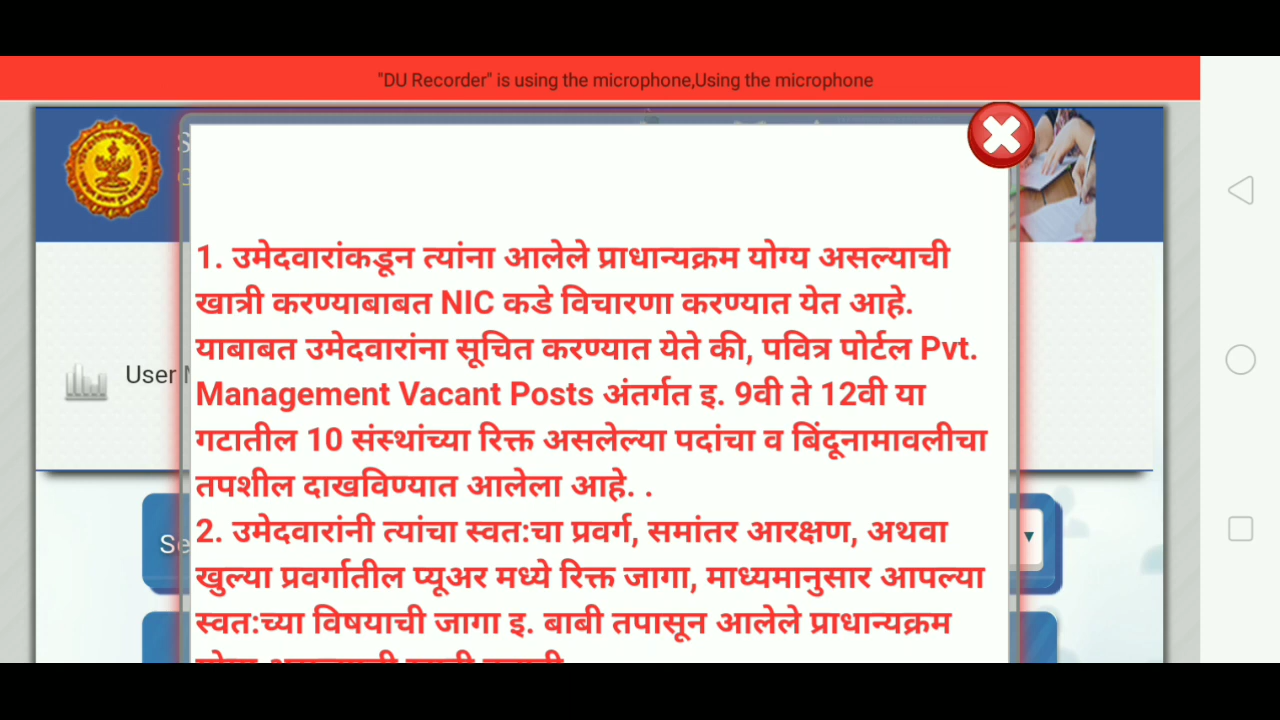 "DU Recorder" is using the microphone,Using the microphone
1. उमेदवारांकडून त्यांना आलेले प्राधान्यक्रम योग्य असल्याची
खात्री करण्याबाबत NIC कडे विचारणा करण्यात येत आहे.
याबाबत उमेदवारांना सूचित करण्यात येते की, पवित्र पोर्टल Pvt.
User
Management Vacant Posts अंतर्गत इ. 9वी ते 12वी या
गटातील 10 संस्थांच्या रिक्त असलेल्या पदांचा व बिंदूनामावलीचा
तपशील दाखविण्यात आलेला आहे. .
2. उमेदवारांनी त्यांचा स्वत:चा प्रवर्ग, समांतर आरक्षण, अथवा
Se
खुल्या प्रवर्गातील प्यूअर मध्ये रिक्त जागा, माध्यमानुसार आपल्या
स्वत:च्या विषयाची जागा इ. बाबी तपासून आलेले प्राधान्यक्रम